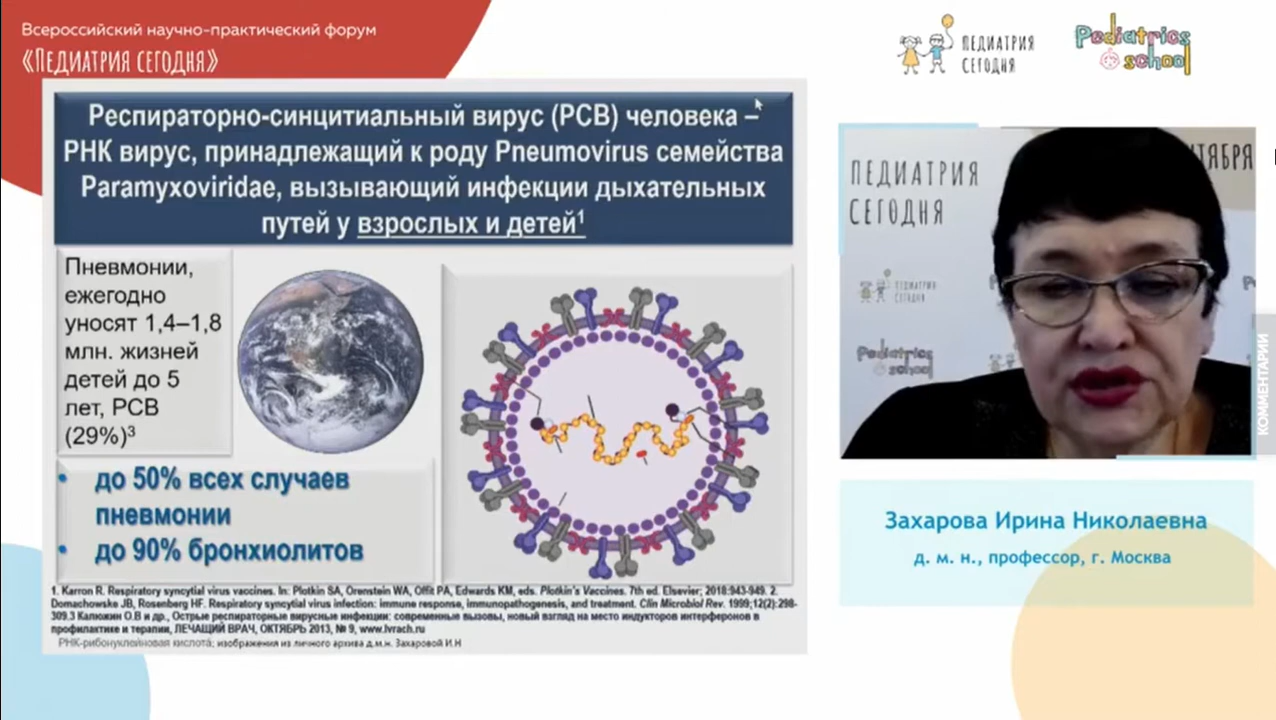 Всероссийский научно-практический форум
«Педиатрия сегодня»
ПЕДИАТРИЯ
СЕГОДНЯ
Pediatrics
school
Респираторно-синцитиальный вирус (РСВ) человека –
РНК вирус, принадлежащий к роду Pneumovirus семейства
Paramyxoviridae, вызывающий инфекции дыхательных
путей у взрослых и детей¹
Пневмонии,
ежегодно
уносят 1,4–1,8
млн. жизней
детей до 5
лет, РСВ
(29%)³
• до 50% всех случаев
пневмонии
• до 90% бронхиолитов
1. Karron R. Respiratory syncytial virus vaccines. In: Plotkin SA, Orenstein WA, Offit PA, Edwards KM, eds. Plotkin's Vaccines. 7th ed. Elsevier; 2018:943-949. 2.
Domachowske JB, Rosenberg HF. Respiratory syncytial virus infection: immune response, immunopathogenesis, and treatment. Clin Microbiol Rev. 1999;12(2):298-
309.3 Калюжин О.В и др., Острые респираторные вирусные инфекции: современные вызовы, новый взгляд на место индукторов интерферонов в
профилактике и терапии, ЛЕЧАЩИЙ ВРАЧ, ОКТЯБРЬ 2013, № 9, www.lvrach.ru
РНК-рибонуклейновая кислота; изображения из личного архива д.м.н. Захаровой И.Н
ПЕДИАТРИЯ
СЕГОДНЯ
ТЯБРЯ
ПЕДИАТРИЯ
СЕГОДНЯ
Pediatrics
school
КОММЕНТАРИИ
Захарова Ирина Николаевна
д. м. н., профессор, г. Москва